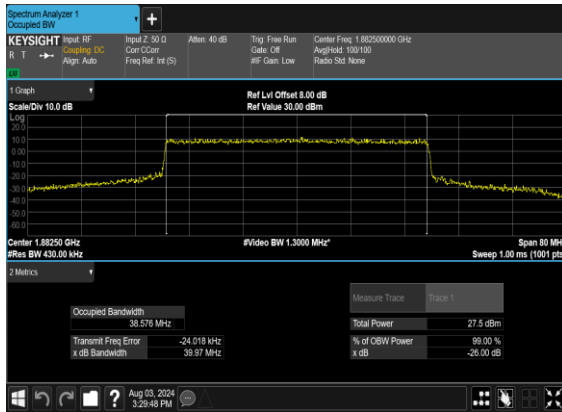 Spectrum Analyzer 1
Occupied BW
KEYSIGHT
R T
LXI
Input: RF
Coupling: DC
Align: Auto
Input Z: 50 Ω
Corr CCorr
Freq Ref: Int (S)
Atten: 40 dB
Trig: Free Run
Gate: Off
#IF Gain: Low
Center Freq: 1.882500000 GHz
Avg|Hold: 100/100
Radio Std: None
1 Graph
Scale/Div 10.0 dB
Ref Lvl Offset 8.00 dB
Ref Value 30.00 dBm
Log
20.0
10.0
0.00
-10.0
-20.0
-30.0
-40.0
-50.0
-60.0
Center 1.88250 GHz
#Res BW 430.00 kHz
#Video BW 1.3000 MHz*
Span 80 MH
Sweep 1.00 ms (1001 pts
2 Metrics
Occupied Bandwidth
38.576 MHz
Transmit Freq Error -24.018 kHz
x dB Bandwidth 39.97 MHz
Measure Trace Trace 1
Total Power 27.5 dBm
% of OBW Power 99.00 %
x dB -26.00 dB
Aug 03, 2024
3:29:48 PM